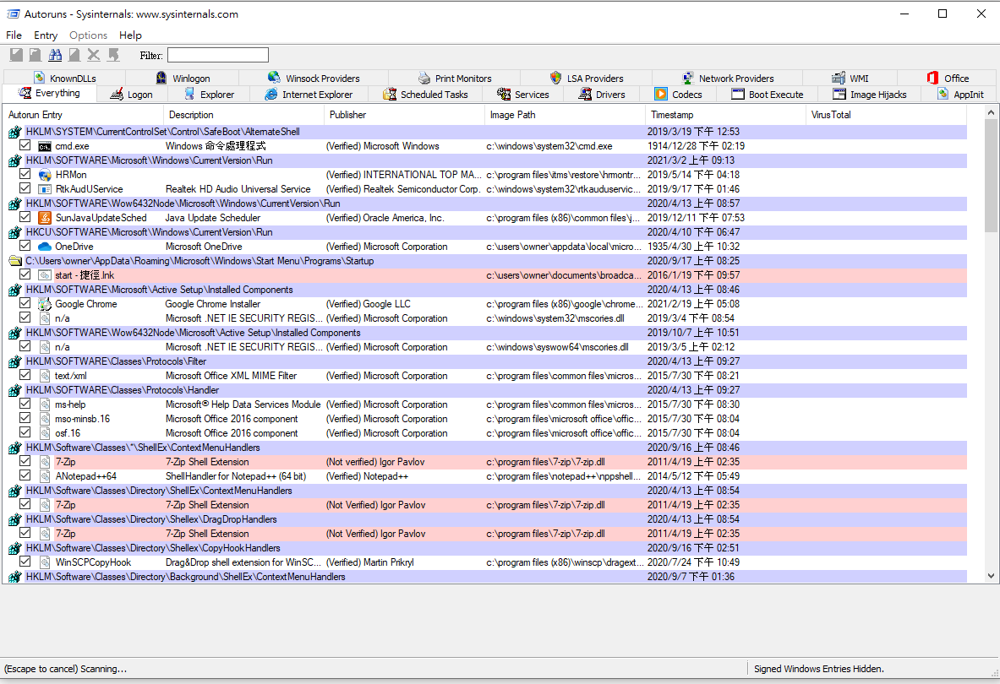 Autoruns - Sysinternals: www.sysinternals.com
File Entry Options Help
Filter:
KnownDLLs Winlogon Winsock Providers Print Monitors LSA Providers Network Providers WMI Office
Everything Logon Explorer Internet Explorer Scheduled Tasks Services Drivers Codecs Boot Execute Image Hijacks AppInit
Autorun Entry Description Publisher Image Path Timestamp VirusTotal
HKLM\SYSTEM\CurrentControlSet\Control\SafeBoot\AlternateShell 2019/3/19 下午 12:53
cmd.exe Windows 命令處理程式 (Verified) Microsoft Windows c:\windows\system32\cmd.exe 1914/12/28 下午 02:19
HKLM\SOFTWARE\Microsoft\Windows\CurrentVersion\Run 2021/3/2 上午 09:13
HRMon (Verified) INTERNATIONAL TOP MA... c:\program files\itms\restore\hrmontr... 2019/5/14 下午 04:18
RtkAudUService Realtek HD Audio Universal Service (Verified) Realtek Semiconductor Corp. c:\windows\system32\rtkauduservic... 2019/9/17 下午 01:46
HKLM\SOFTWARE\Wow6432Node\Microsoft\Windows\CurrentVersion\Run 2020/4/13 上午 08:57
SunJavaUpdateSched Java Update Scheduler (Verified) Oracle America, Inc. c:\program files (x86)\common files\j... 2019/12/11 下午 07:53
HKCU\SOFTWARE\Microsoft\Windows\CurrentVersion\Run 2020/4/10 下午 06:47
OneDrive Microsoft OneDrive (Verified) Microsoft Corporation c:\users\owner\appdata\local\micro... 1935/4/30 上午 10:32
C:\Users\owner\AppData\Roaming\Microsoft\Windows\Start Menu\Programs\Startup 2020/9/17 上午 08:25
start - 捷徑.lnk c:\users\owner\documents\broadca... 2016/1/19 下午 09:57
HKLM\SOFTWARE\Microsoft\Active Setup\Installed Components 2020/4/13 上午 08:46
Google Chrome Google Chrome Installer (Verified) Google LLC c:\program files (x86)\google\chrome... 2021/2/19 上午 05:08
n/a Microsoft .NET IE SECURITY REGIS... (Verified) Microsoft Corporation c:\windows\system32\mscories.dll 2019/3/4 下午 08:54
HKLM\SOFTWARE\Wow6432Node\Microsoft\Active Setup\Installed Components 2019/10/7 上午 10:51
n/a Microsoft .NET IE SECURITY REGIS... (Verified) Microsoft Corporation c:\windows\syswow64\mscories.dll 2019/3/5 上午 02:12
HKLM\SOFTWARE\Classes\Protocols\Filter 2020/4/13 上午 09:27
text/xml Microsoft Office XML MIME Filter (Verified) Microsoft Corporation c:\program files\common files\micros... 2015/7/30 下午 08:21
HKLM\SOFTWARE\Classes\Protocols\Handler 2020/4/13 上午 09:27
ms-help Microsoft® Help Data Services Module (Verified) Microsoft Corporation c:\program files\common files\micros... 2015/7/30 下午 08:30
mso-minsb.16 Microsoft Office 2016 component (Verified) Microsoft Corporation c:\program files\microsoft office\offic... 2015/7/30 下午 08:04
osf.16 Microsoft Office 2016 component (Verified) Microsoft Corporation c:\program files\microsoft office\offic... 2015/7/30 下午 08:04
HKLM\Software\Classes\*\ShellEx\ContextMenuHandlers 2020/9/16 上午 08:46
7-Zip 7-Zip Shell Extension (Not verified) Igor Pavlov c:\program files\7-zip\7-zip.dll 2011/4/19 上午 02:35
ANotepad++64 ShellHandler for Notepad++ (64 bit) (Verified) Notepad++ c:\program files\notepad++\nppshell... 2014/5/12 下午 05:49
HKLM\Software\Classes\Directory\ShellEx\ContextMenuHandlers 2020/4/13 上午 08:54
7-Zip 7-Zip Shell Extension (Not Verified) Igor Pavlov c:\program files\7-zip\7-zip.dll 2011/4/19 上午 02:35
HKLM\Software\Classes\Directory\Shellex\DragDropHandlers 2020/4/13 上午 08:54
7-Zip 7-Zip Shell Extension (Not Verified) Igor Pavlov c:\program files\7-zip\7-zip.dll 2011/4/19 上午 02:35
HKLM\Software\Classes\Directory\Shellex\CopyHookHandlers 2020/9/16 下午 02:51
WinSCPCopyHook Drag&Drop shell extension for WinSC... (Verified) Martin Prikryl c:\program files (x86)\winscp\dragext... 2020/7/24 下午 10:49
HKLM\Software\Classes\Directory\Background\ShellEx\ContextMenuHandlers 2020/9/7 下午 01:36
(Escape to cancel) Scanning... Signed Windows Entries Hidden.